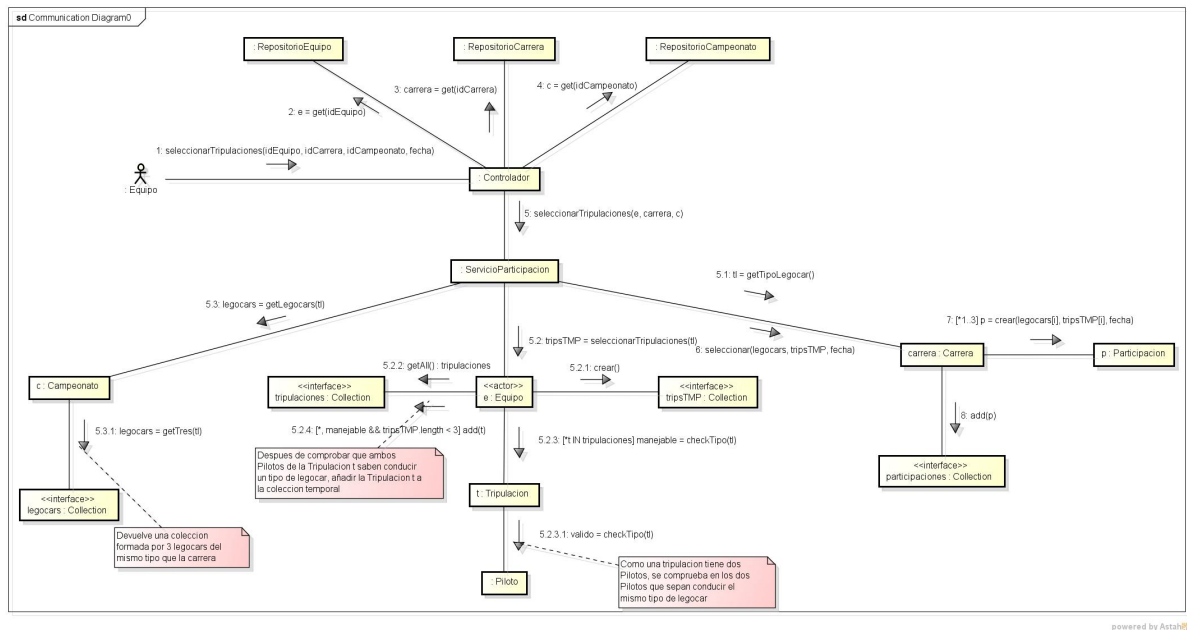 sd Communication Diagram0
: RepositorioEquipo
: RepositorioCarrera
: RepositorioCampeonato
3: carrera = get(idCarrera)
4: c = get(idCampeonato)
2: e = get(idEquipo)
1: seleccionarTripulaciones(idEquipo, idCarrera, idCampeonato, fecha)
: Equipo
: Controlador
5: seleccionarTripulaciones(e, carrera, c)
: ServicioParticipacion
5.1: tl = getTipoLegocar()
5.3: legocars = getLegocars(tl)
7: [*1..3] p = crear(legocars[i], tripsTMP[i], fecha)
5.2: tripsTMP = seleccionarTripulaciones(tl)
6: seleccionar(legocars, tripsTMP, fecha)
carrera : Carrera
p : Participacion
5.2.2: getAll() : tripulaciones
5.2.1: crear()
c : Campeonato
<<interface>>
tripulaciones : Collection
<<actor>>
e : Equipo
<<interface>>
tripsTMP : Collection
8: add(p)
5.3.1: legocars = getTres(tl)
5.2.4: [*, manejable && tripsTMP.length < 3] add(t)
5.2.3: [*t IN tripulaciones] manejable = checkTipo(tl)
Despues de comprobar que ambos
Pilotos de la Tripulacion t saben conducir
un tipo de legocar, añadir la Tripulacion t a
la coleccion temporal
<<interface>>
participaciones : Collection
<<interface>>
legocars : Collection
t : Tripulacion
Devuelve una coleccion
formada por 3 legocars del
mismo tipo que la carrera
5.2.3.1: valido = checkTipo(tl)
: Piloto
Como una tripulacion tiene dos
Pilotos, se comprueba en los dos
Pilotos que sepan conducir el
mismo tipo de legocar
powered by Astah